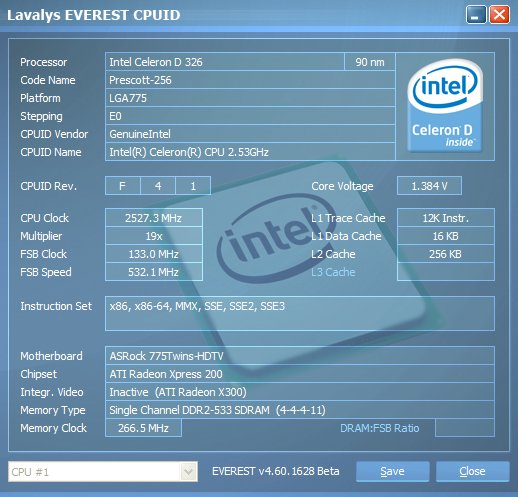 Lavalys EVEREST CPUID
Processor Intel Celeron D 326 90 nm
Code Name Prescott-256
Platform LGA775
Stepping E0
CPUID Vendor GenuineIntel
CPUID Name Intel(R) Celeron(R) CPU 2.53GHz
intel
Celeron D
inside™
CPUID Rev. F 4 1 Core Voltage 1.384 V
CPU Clock 2527.3 MHz L1 Trace Cache 12K Instr.
Multiplier 19x L1 Data Cache 16 KB
FSB Clock 133.0 MHz L2 Cache 256 KB
FSB Speed 532.1 MHz L3 Cache
intel
Instruction Set x86, x86-64, MMX, SSE, SSE2, SSE3
Motherboard ASRock 775Twins-HDTV
Chipset ATI Radeon Xpress 200
Integr. Video Inactive (ATI Radeon X300)
Memory Type Single Channel DDR2-533 SDRAM (4-4-4-11)
Memory Clock 266.5 MHz DRAM:FSB Ratio
CPU #1 EVEREST v4.60.1628 Beta Save Close